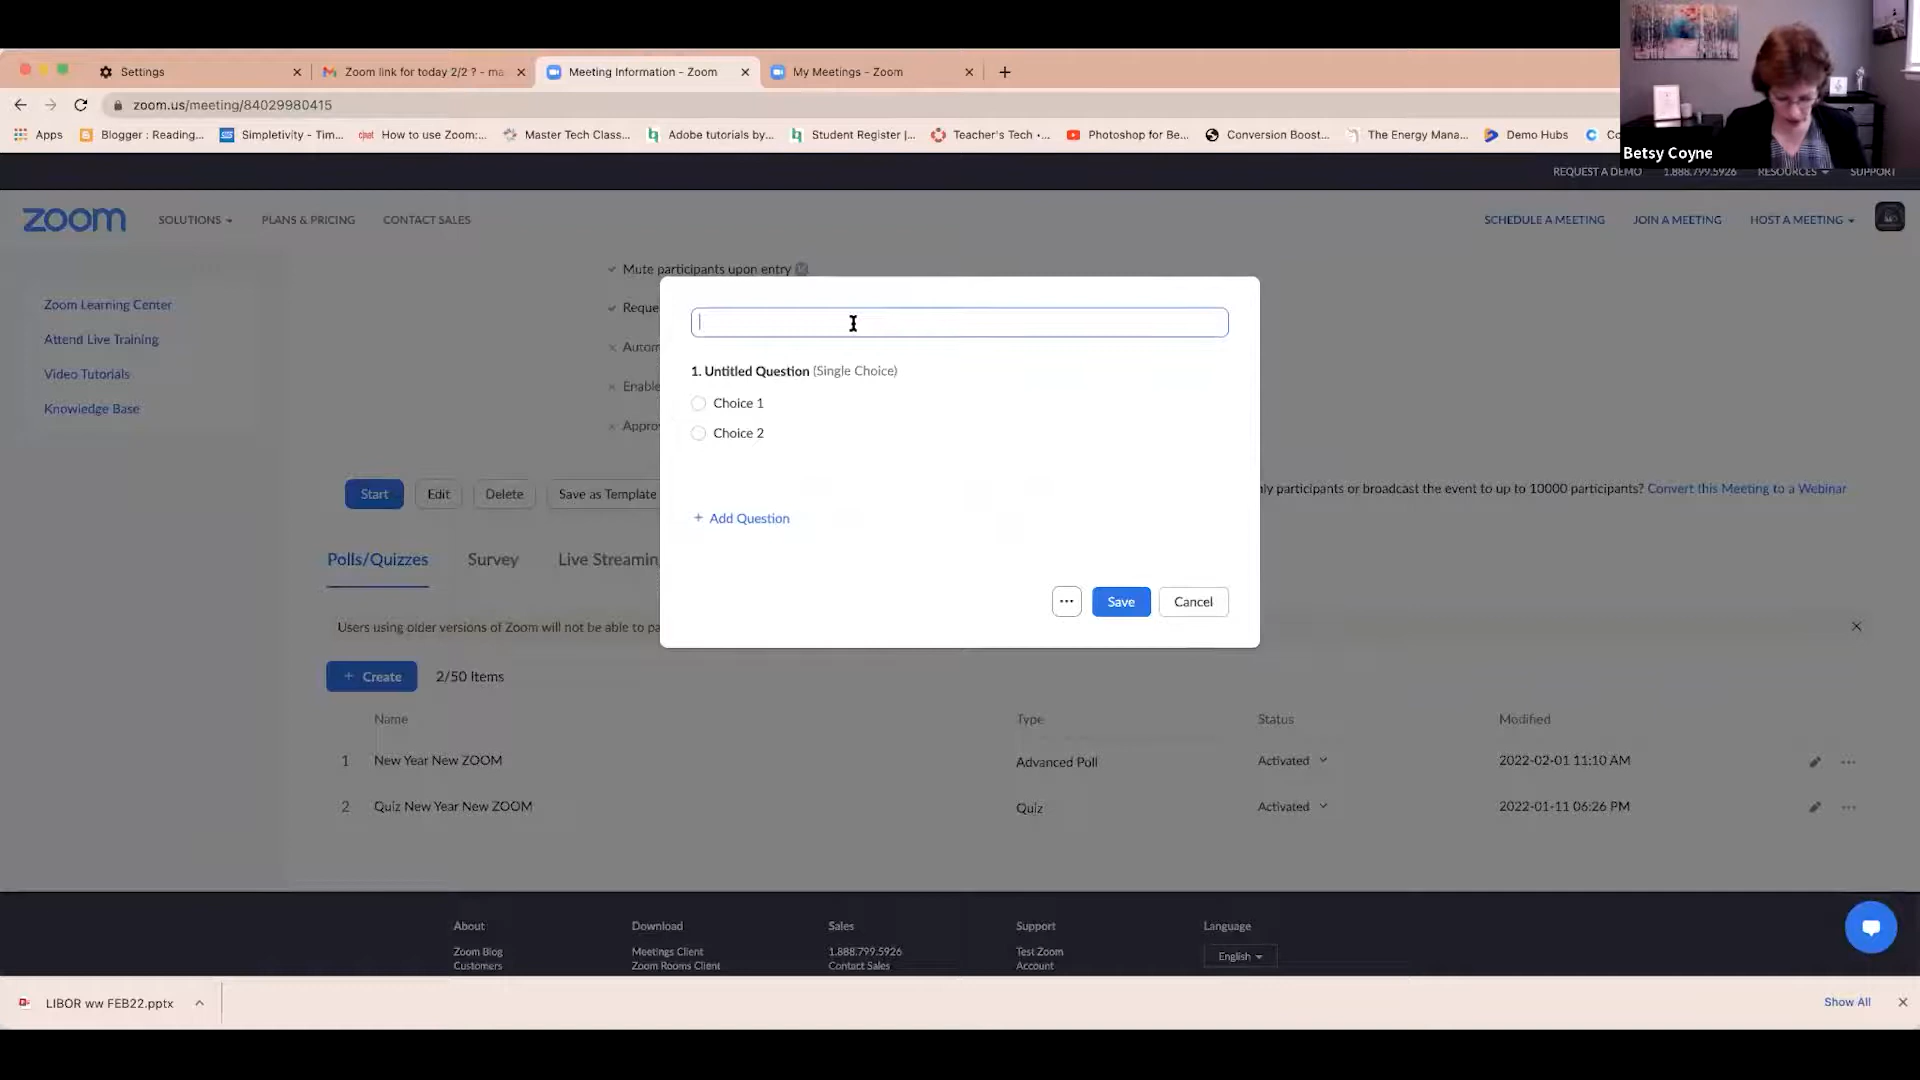 Settings
Zoom link for today 2/2 ? - ma
Meeting Information - Zoom
My Meetings - Zoom
zoom.us/meeting/84029980415
Apps
Blogger : Reading...
Simpletivity - Tim...
How to use Zoom:...
Master Tech Class...
Adobe tutorials by...
Student Register |...
Teacher's Tech •...
Photoshop for Be...
Conversion Boost...
The Energy Mana...
Demo Hubs
Co
Betsy Coyne
REQUEST A DEMO
1.888.799.5926
RESOURCES
SUPPORT
zoom
SOLUTIONS
PLANS & PRICING
CONTACT SALES
SCHEDULE A MEETING
JOIN A MEETING
HOST A MEETING
Zoom Learning Center
Attend Live Training
Video Tutorials
Knowledge Base
Mute participants upon entry
Reque
Autom
Enable
Appro
1. Untitled Question (Single Choice)
Choice 1
Choice 2
+ Add Question
Save
Cancel
Start
Edit
Delete
Save as Template
ly participants or broadcast the event to up to 10000 participants? Convert this Meeting to a Webinar
Polls/Quizzes
Survey
Live Streamin
Users using older versions of Zoom will not be able to pa
+ Create
2/50 Items
Name
Type
Status
Modified
1
New Year New ZOOM
Advanced Poll
Activated
2022-02-01 11:10 AM
2
Quiz New Year New ZOOM
Quiz
Activated
2022-01-11 06:26 PM
About
Download
Sales
Support
Language
Zoom Blog
Meetings Client
1.888.799.5926
Test Zoom
English
Customers
Zoom Rooms Client
Contact Sales
Account
LIBOR ww FEB22.pptx
Show All